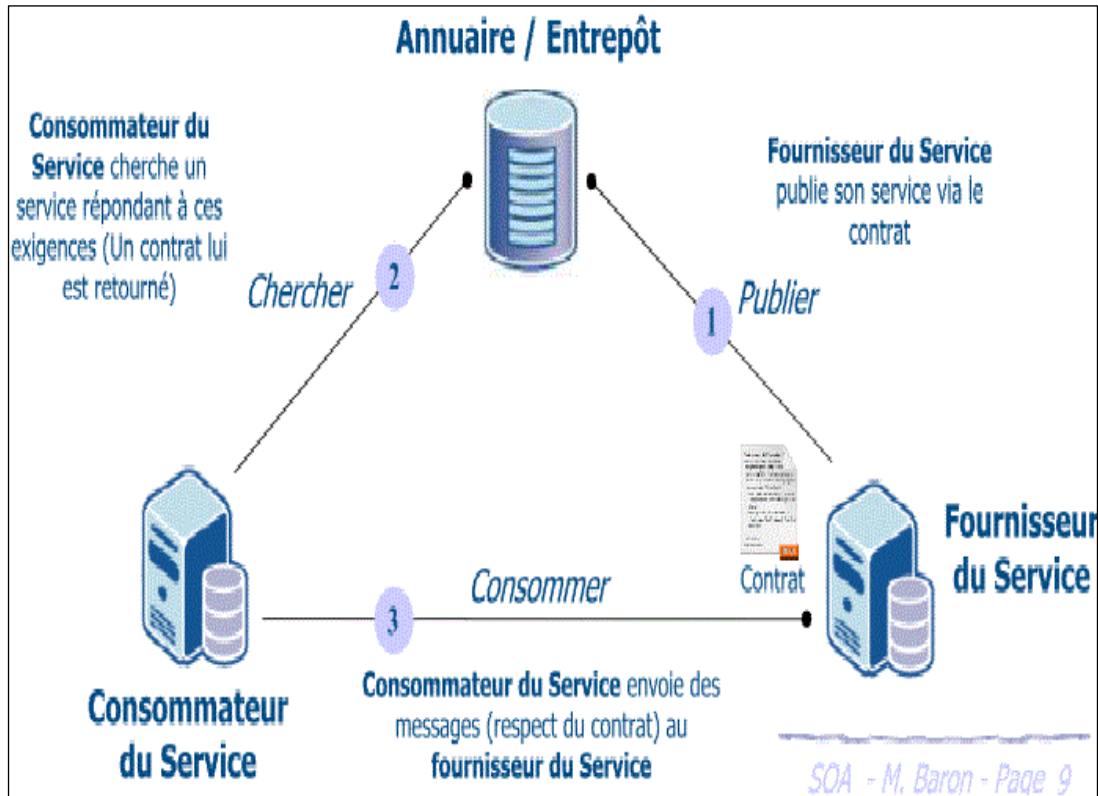 Annuaire / Entrepôt
Consommateur du
Service cherche un
service répondant à ces
exigences (Un contrat lui
est retourné)
Fournisseur du Service
publie son service via le
contrat
Chercher
2
1
Publier
Contrat
Fournisseur
du Service
Consommer
3
Consommateur
du Service
Consommateur du Service envoie des
messages (respect du contrat) au
fournisseur du Service
SOA - M. Baron - Page 9